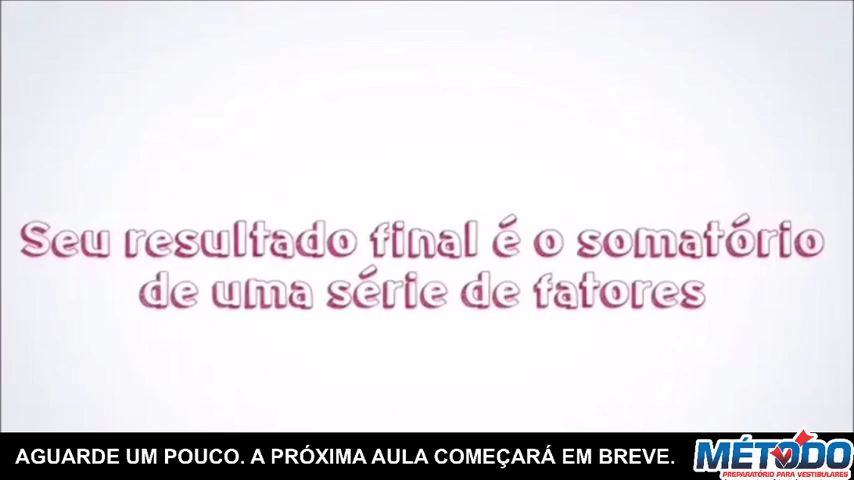 Seu resultado final é o somatório
de uma série de fatores
AGUARDE UM POUCO. A PRÓXIMA AULA COMEÇARÁ EM BREVE.
MÉTODO
PREPARATÓRIO PARA VESTIBULARES